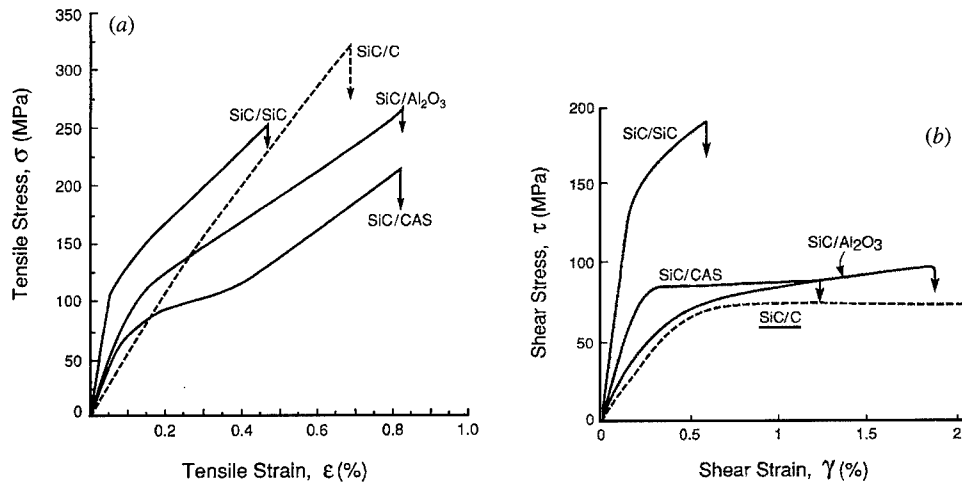 (a)
350
300
250
200
150
100
50
0
Tensile Stress, σ (MPa)
SiC/C
SiC/SiC
SiC/Al₂O₃
SiC/CAS
0.2 0.4 0.6 0.8 1.0
Tensile Strain, ε (%)
(b)
200
150
100
50
0
Shear Stress, τ (MPa)
SiC/SiC
SiC/Al₂O₃
SiC/CAS
SiC/C
0 0.5 1 1.5 2
Shear Strain, γ (%)